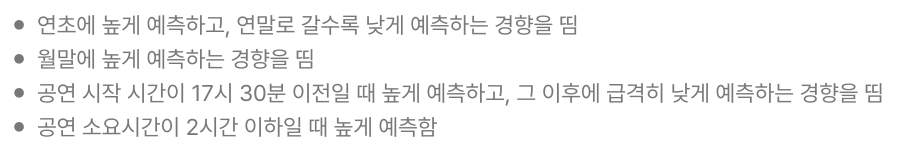 • 연초에 높게 예측하고, 연말로 갈수록 낮게 예측하는 경향을 띰
• 월말에 높게 예측하는 경향을 띰
• 공연 시작 시간이 17시 30분 이전일 때 높게 예측하고, 그 이후에 급격히 낮게 예측하는 경향을 띰
• 공연 소요시간이 2시간 이하일 때 높게 예측함